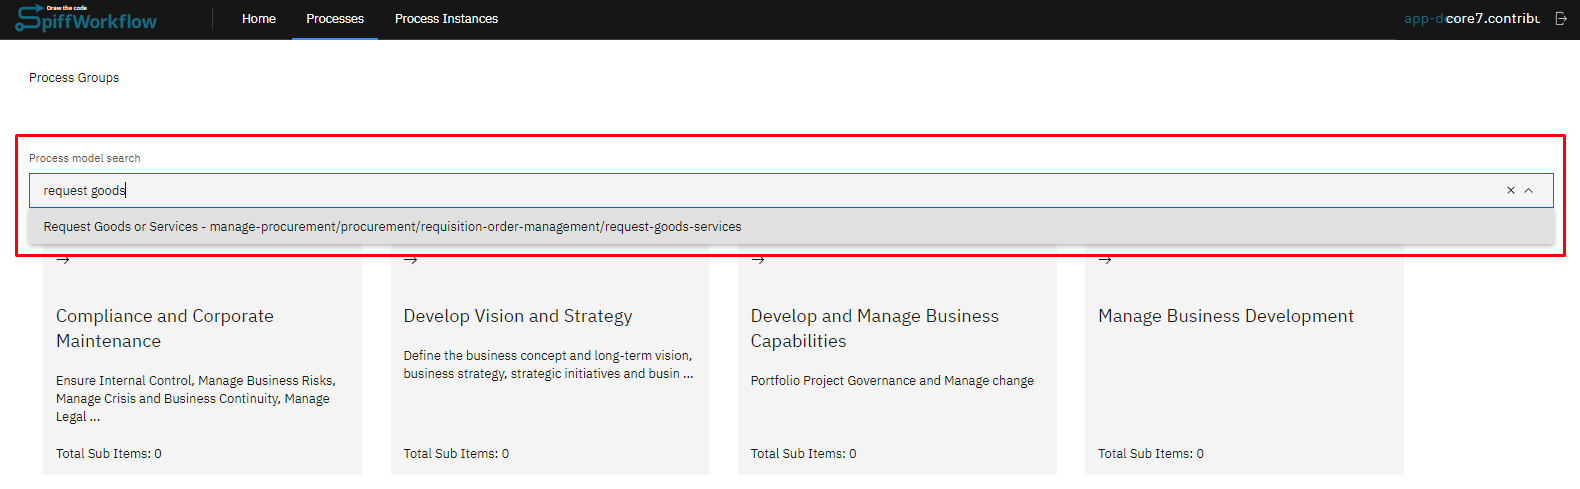 Draw the code
SpiffWorkflow
Home
Processes
Process Instances
core7.contribu
Process Groups
Process model search
request goods
Request Goods or Services - manage-procurement/procurement/requisition-order-management/request-goods-services
Compliance and Corporate
Maintenance
Ensure Internal Control, Manage Business Risks,
Manage Crisis and Business Continuity, Manage
Legal ...
Total Sub Items: 0
Develop Vision and Strategy
Define the business concept and long-term vision,
business strategy, strategic initiatives and busin ...
Total Sub Items: 0
Develop and Manage Business
Capabilities
Portfolio Project Governance and Manage change
Total Sub Items: 0
Manage Business Development
Total Sub Items: 0